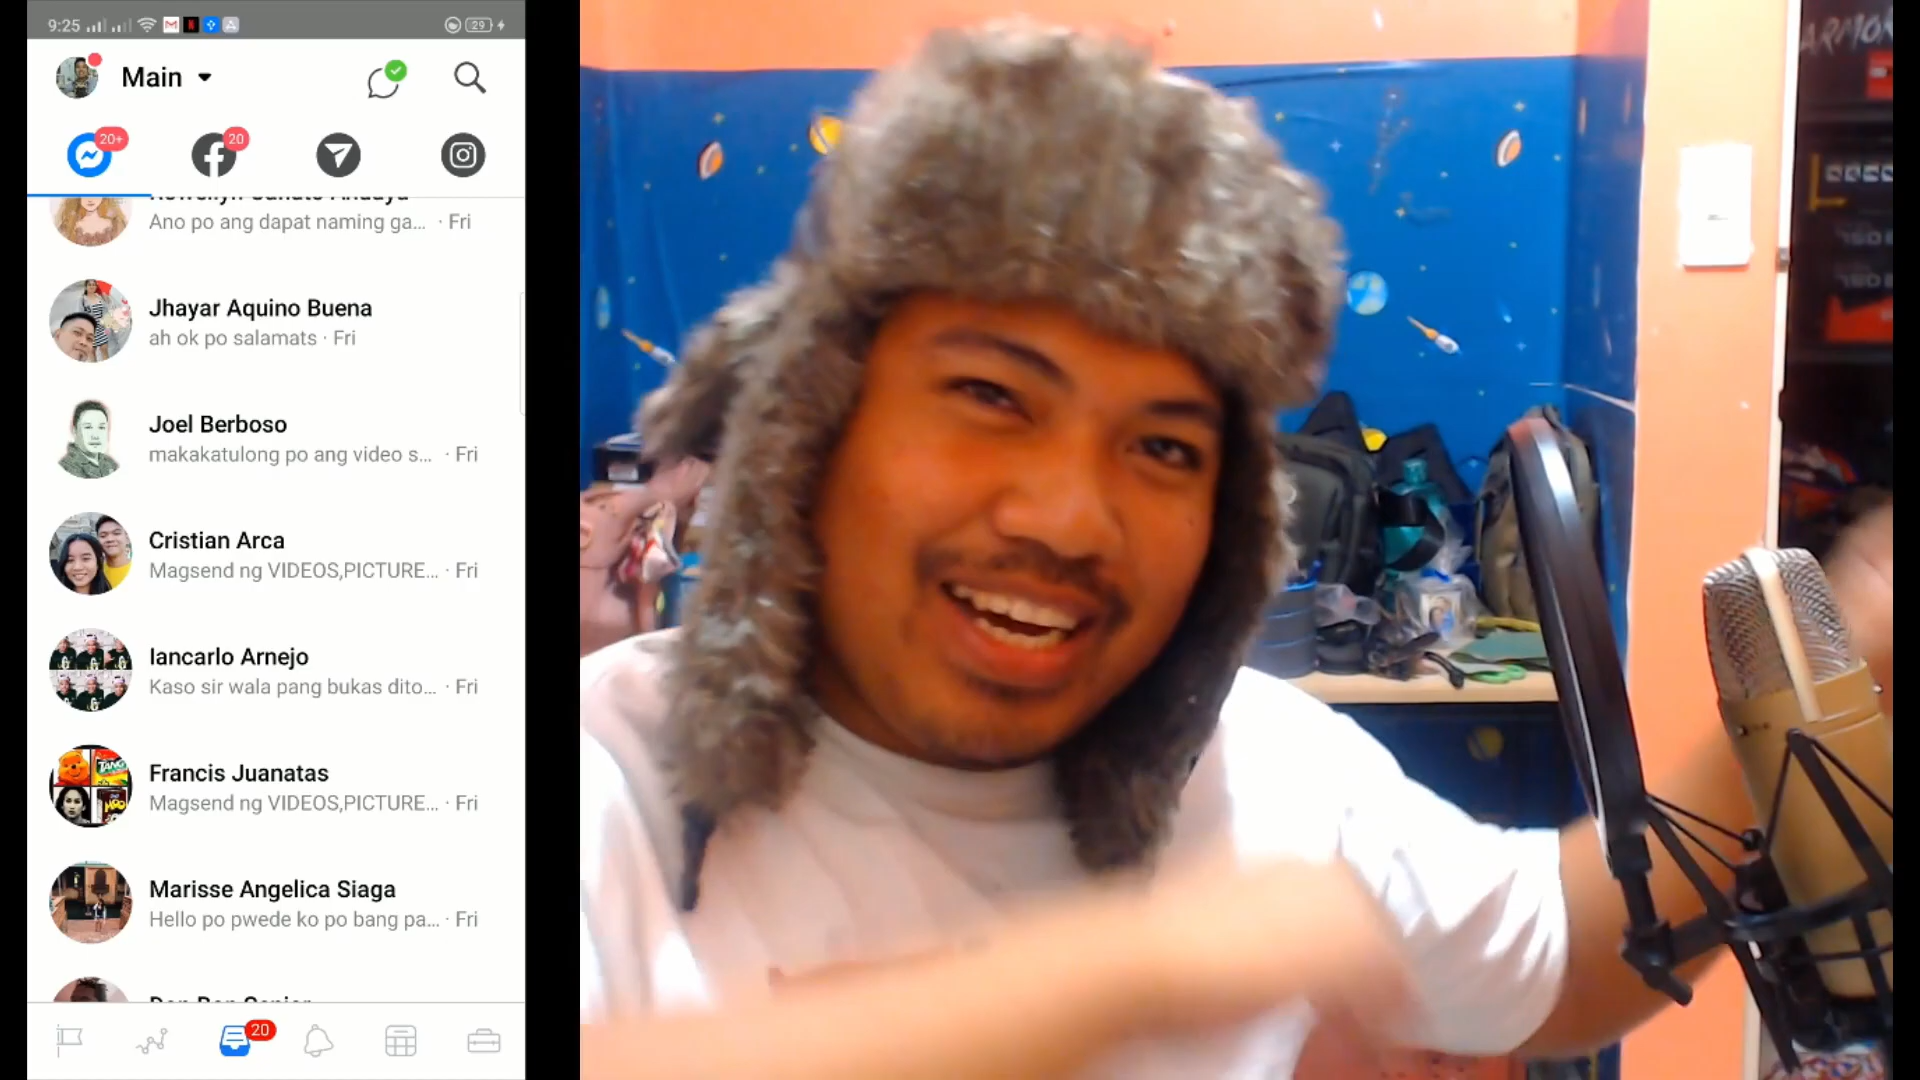 9:25
29
Main
20+
20
Ano po ang dapat naming ga... · Fri
Jhayar Aquino Buena
ah ok po salamats · Fri
Joel Berboso
makakatulong po ang video s... · Fri
Cristian Arca
Magsend ng VIDEOS,PICTURE... · Fri
Iancarlo Arnejo
Kaso sir wala pang bukas dito... · Fri
Francis Juanatas
Magsend ng VIDEOS,PICTURE... · Fri
TANG
Marisse Angelica Siaga
Hello po pwede ko po bang pa... · Fri
20